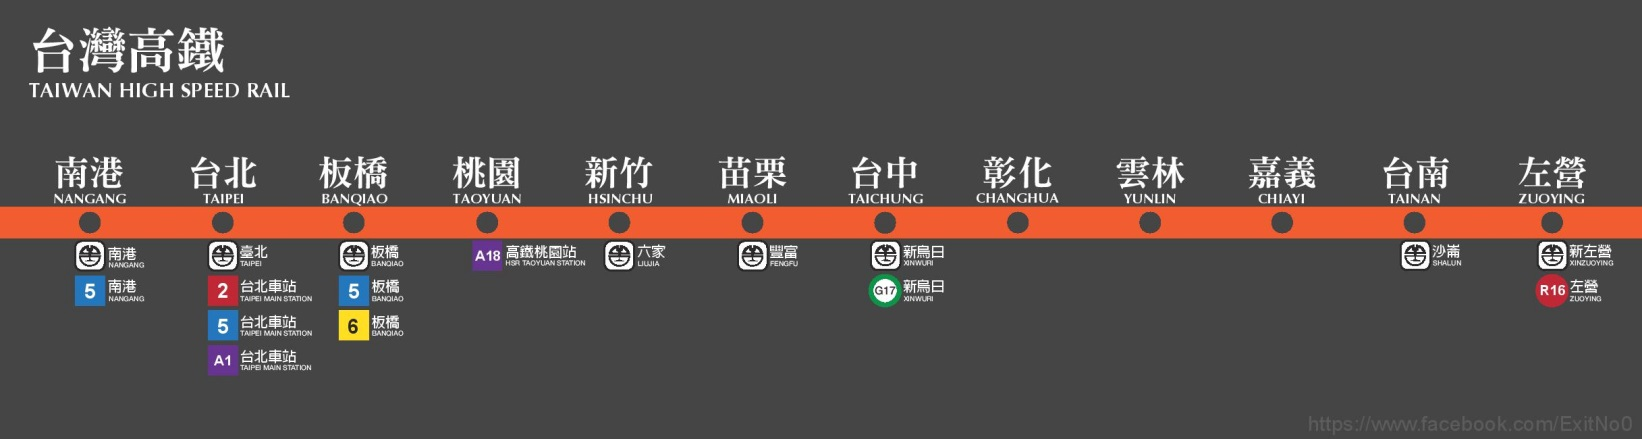 台灣高鐵
TAIWAN HIGH SPEED RAIL
南港
NANGANG
台北
TAIPEI
板橋
BANQIAO
桃園
TAOYUAN
新竹
HSINCHU
苗栗
MIAOLI
台中
TAICHUNG
彰化
CHANGHUA
雲林
YUNLIN
嘉義
CHIAYI
台南
TAINAN
左營
ZUOYING
南港
NANGANG
5 南港
NANGANG
臺北
TAIPEI
2 台北車站
TAIPEI MAIN STATION
5 台北車站
TAIPEI MAIN STATION
A1 台北車站
TAIPEI MAIN STATION
板橋
BANQIAO
5 板橋
BANQIAO
6 板橋
BANQIAO
A18 高鐵桃園站
HSR TAOYUAN STATION
六家
LIUJIA
豐富
FENGFU
新烏日
XINWURI
G17 新烏日
XINWURI
沙崙
SHALUN
新左營
XINZUOYING
R16 左營
ZUOYING
https://www.facebook.com/ExitNo0